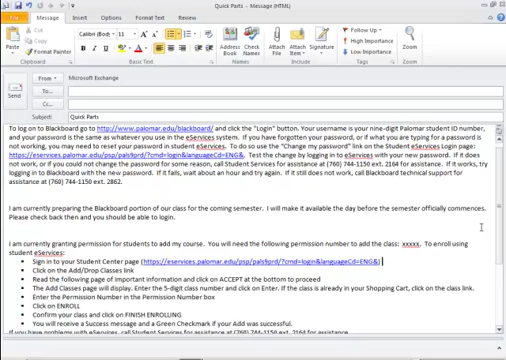 Quick Parts - Message (HTML)
File Message Insert Options Format Text Review
Paste
Cut
Copy
Format Painter
Clipboard
Calibri (Body) 11
Basic Text
Address Book
Check Names
Names
Attach File
Attach Item
Signature
Include
Follow Up
High Importance
Low Importance
Tags
Zoom
Zoom
Send
From
Microsoft Exchange
To...
Cc...
Subject: Quick Parts
To log on to Blackboard go to http://www.palomar.edu/blackboard/ and click the "Login" button. Your username is your nine-digit Palomar student ID number,
and your password is the same as whatever you use in the eServices system. If you have forgotten your password, or if what you are typing for a password is
not working, you may need to reset your password in student eServices. To do so use the "Change my password" link on the Student eServices Login page:
https://eservices.palomar.edu/psp/pals9prd/?cmd=login&languageCd=ENG&. Test the change by logging in to eServices with your new password. If it does
not work, or if you could not change the password for some reason, call Student Services for assistance at (760) 744-1150 ext. 2164 for assistance. If it works, try
logging in to Blackboard with the new password. If it fails, wait about an hour and try again. If it still does not work, call Blackboard technical support for
assistance at (760) 744-1150 ext. 2862.
I am currently preparing the Blackboard portion of our class for the coming semester. I will make it available the day before the semester officially commences.
Please check back then and you should be able to login.
I am currently granting permission for students to add my course. You will need the following permission number to add the class: xxxxx. To enroll using
student eServices:
• Sign in to your Student Center page (https://eservices.palomar.edu/psp/pals9prd/?cmd=login&languageCd=ENG&)
• Click on the Add/Drop Classes link
• Read the following page of important information and click on ACCEPT at the bottom to proceed
• The Add Classes page will display. Enter the 5-digit class number and click on Enter. If the class is already in your Shopping Cart, click on the class link.
• Enter the Permission Number in the Permission Number box
• Click on ENROLL
• Confirm your class and click on FINISH ENROLLING
• You will receive a Success message and a Green Checkmark if your Add was successful.
If you have problems with eServices, call Student Services at (760) 744-1150 ext. 2164 for assistance.